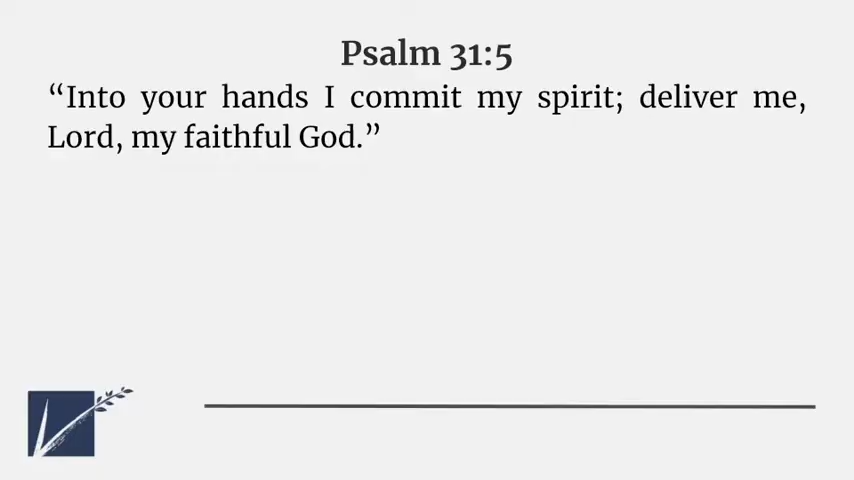 Psalm 31:5
“Into your hands I commit my spirit; deliver me,
Lord, my faithful God.”